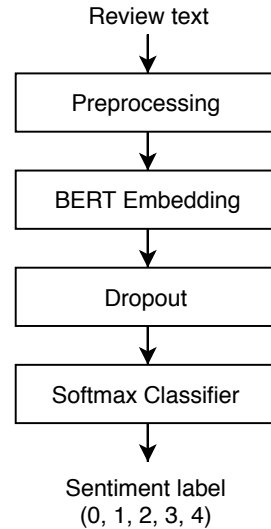 Review text
Preprocessing
BERT Embedding
Dropout
Softmax Classifier
Sentiment label
(0, 1, 2, 3, 4)